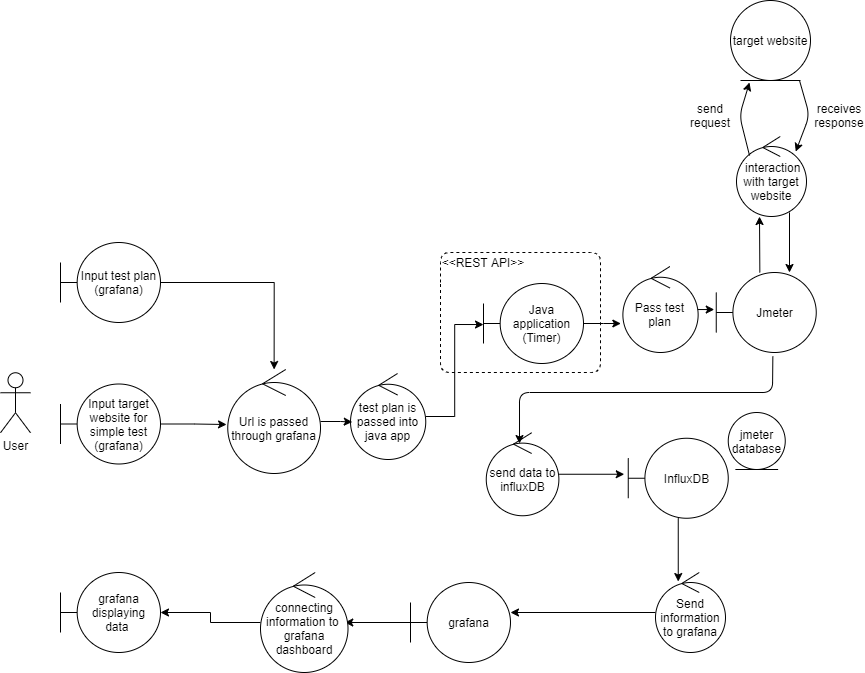 target website
send
request
receives
response
interaction
with target
website
Input test plan
(grafana)
<<REST API>>
Java
application
(Timer)
Pass test
plan
Jmeter
User
Input target
website for
simple test
(grafana)
Url is passed
through grafana
test plan is
passed into
java app
send data to
influxDB
InfluxDB
jmeter
database
grafana
displaying
data
connecting
information to
grafana
dashboard
grafana
Send
information
to grafana